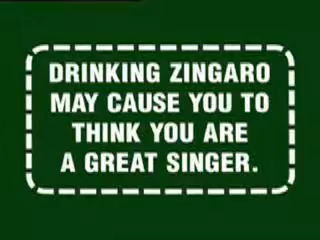 DRINKING ZINGARO
MAY CAUSE YOU TO
THINK YOU ARE
A GREAT SINGER.